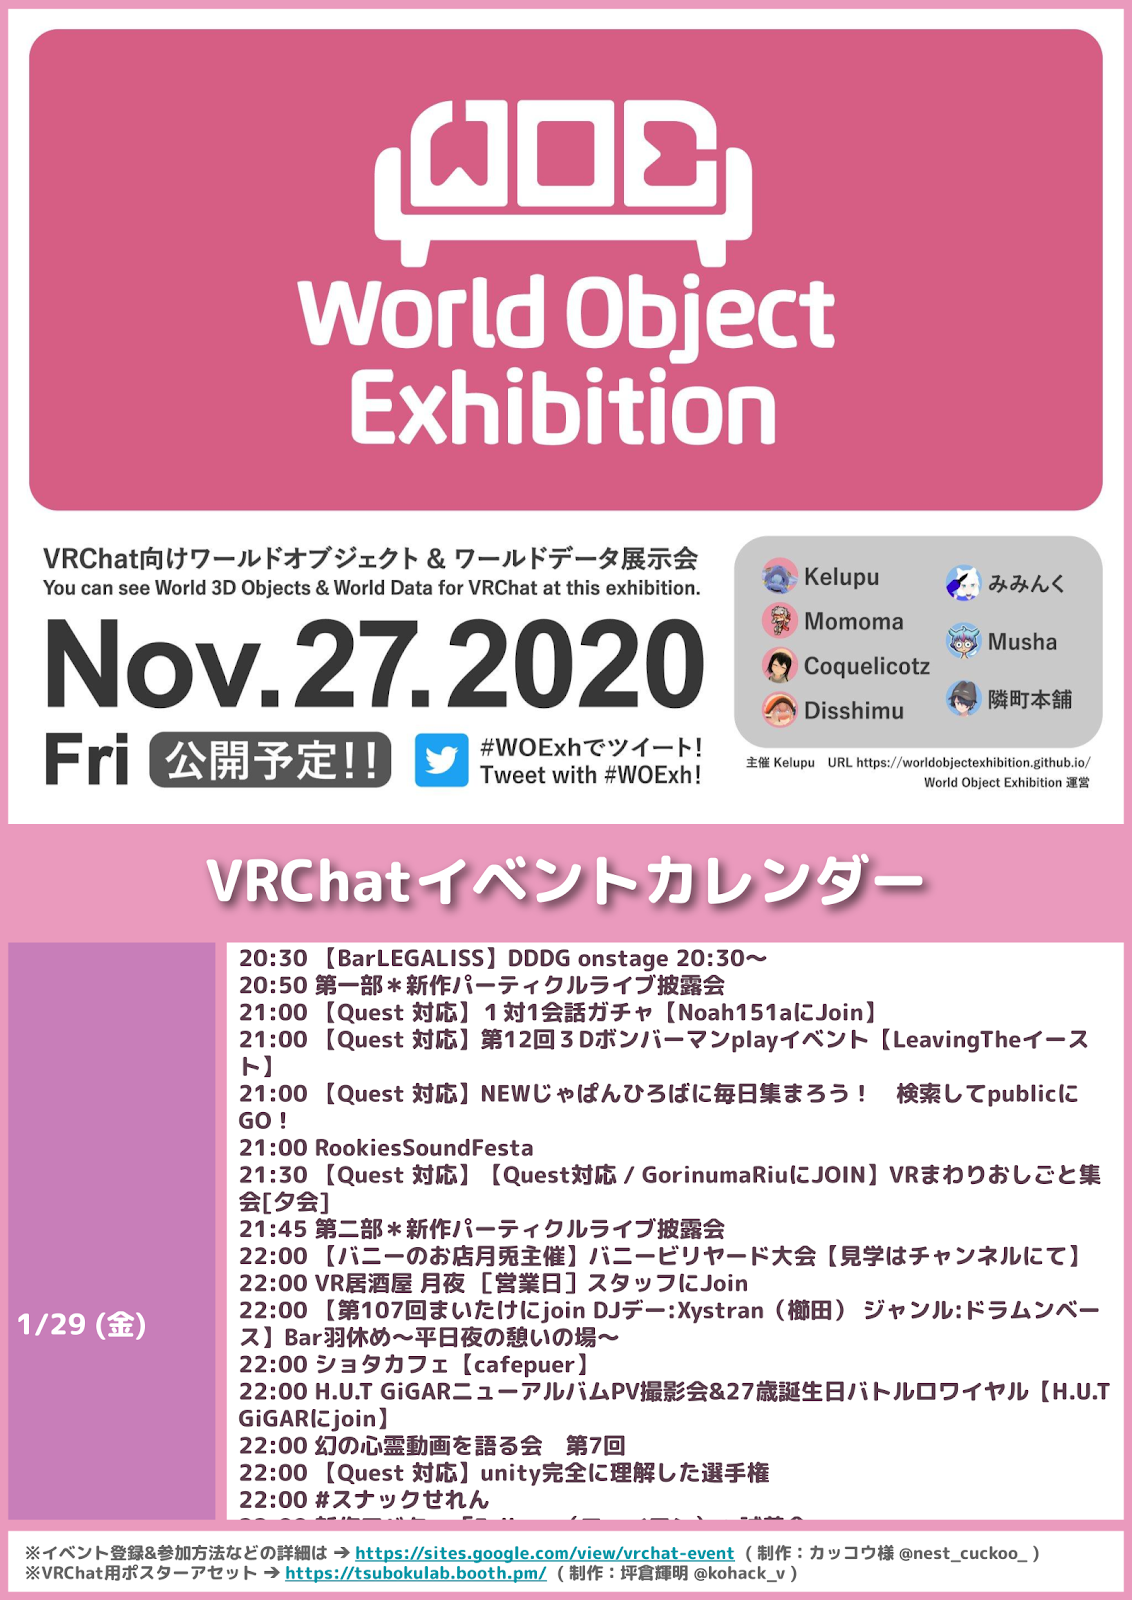 WOE
World Object
Exhibition
VRChat向けワールドオブジェクト & ワールドデータ展示会
You can see World 3D Objects & World Data for VRChat at this exhibition.
Nov.27.2020
Fri 公開予定!!
#WOExhでツイート!
Tweet with #WOExh!
Kelupu
Momoma
Coquelicotz
Disshimu
みみんく
Musha
隣町本舗
主催 Kelupu URL https://worldobjectexhibition.github.io/
World Object Exhibition 運営
VRChatイベントカレンダー
1/29 (金)
20:30 【BarLEGALISS】DDDG onstage 20:30～
20:50 第一部＊新作パーティクルライブ披露会
21:00 【Quest 対応】１対1会話ガチャ【Noah151aにJoin】
21:00 【Quest 対応】第12回３Dボンバーマンplayイベント【LeavingTheイース
ト】
21:00 【Quest 対応】NEWじゃぱんひろばに毎日集まろう！　検索してpublicに
GO！
21:00 RookiesSoundFesta
21:30 【Quest 対応】【Quest対応 / GorinumaRiuにJOIN】VRまわりおしごと集
会[夕会]
21:45 第二部＊新作パーティクルライブ披露会
22:00 【バニーのお店月兎主催】バニービリヤード大会【見学はチャンネルにて】
22:00 VR居酒屋 月夜 ［営業日］スタッフにJoin
22:00 【第107回まいたけにjoin DJデー:Xystran（櫛田） ジャンル:ドラムンベー
ス】Bar羽休め～平日夜の憩いの場～
22:00 ショタカフェ【cafepuer】
22:00 H.U.T GiGARニューアルバムPV撮影会&27歳誕生日バトルロワイヤル【H.U.T
GiGARにjoin】
22:00 幻の心霊動画を語る会　第7回
22:00 【Quest 対応】unity完全に理解した選手権
22:00 #スナックせれん
※イベント登録&参加方法などの詳細は ➔ https://sites.google.com/view/vrchat-event （制作：カッコウ様 @nest_cuckoo_ ）
※VRChat用ポスターアセット ➔ https://tsubokulab.booth.pm/ （制作：坪倉輝明 @kohack_v ）